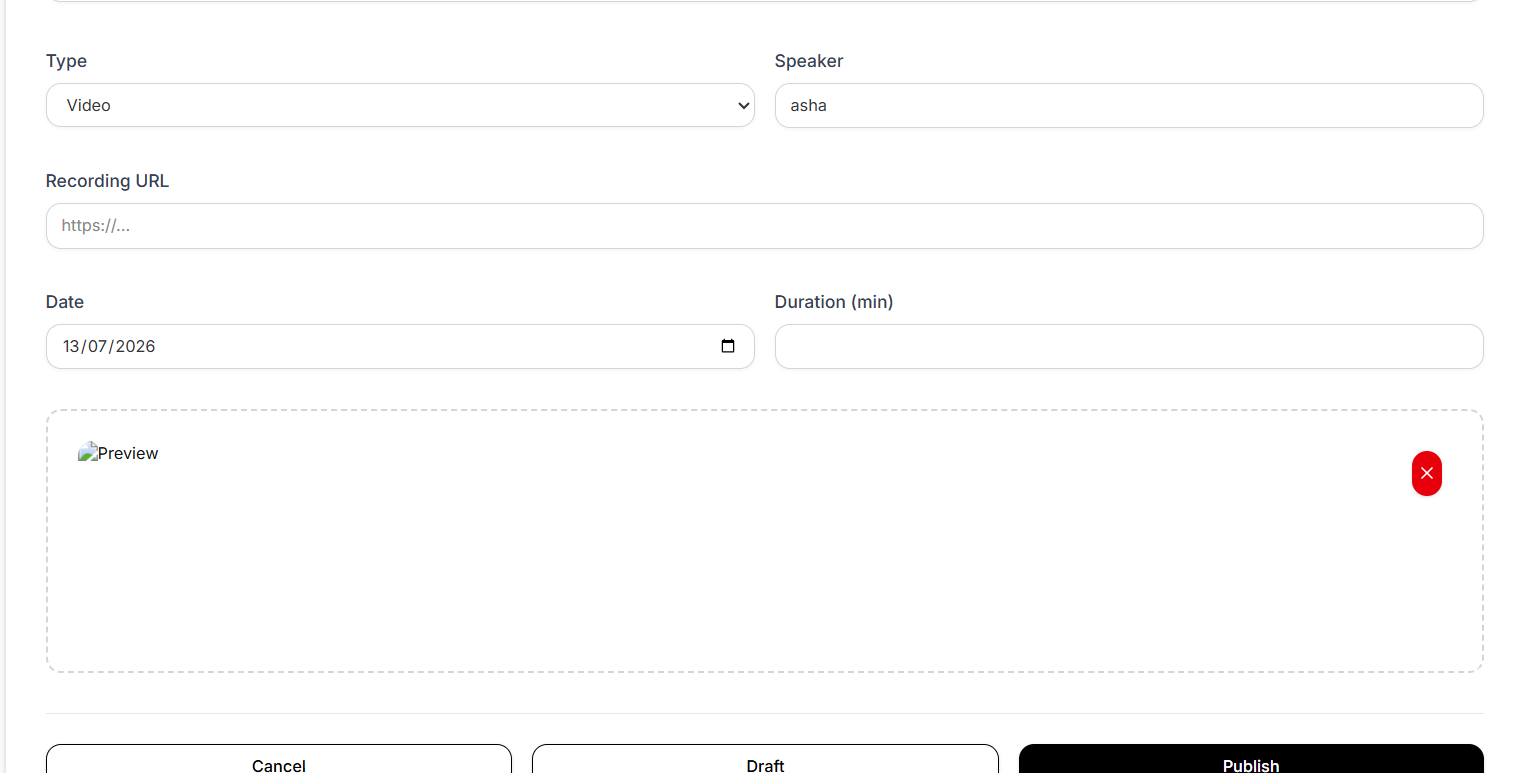 Type
Speaker
Video
asha
Recording URL
https://...
Date
Duration (min)
13/07/2026
Preview
Cancel
Draft
Publish